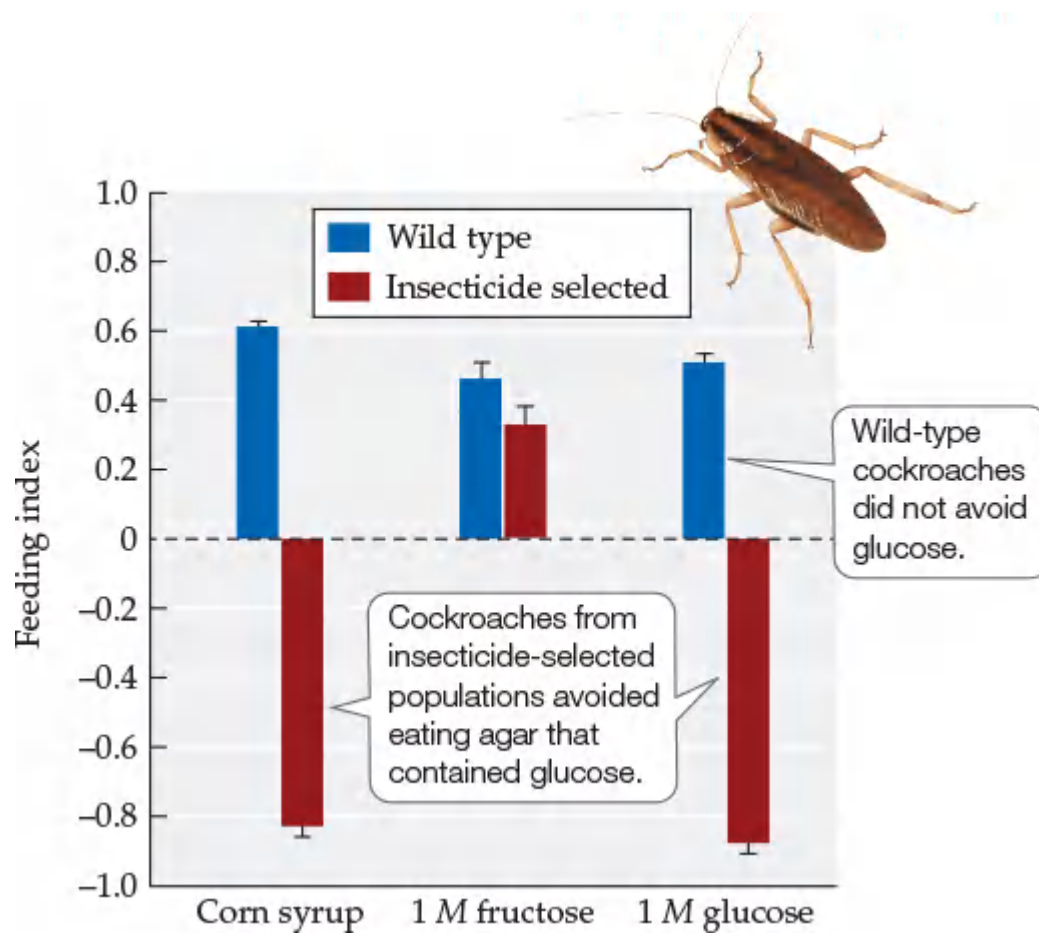 1.0
0.8
0.6
0.4
0.2
0
–0.2
–0.4
–0.6
–0.8
–1.0
Feeding index
Wild type
Insecticide selected
Wild-type
cockroaches
did not avoid
glucose.
Cockroaches from
insecticide-selected
populations avoided
eating agar that
contained glucose.
Corn syrup
1 M fructose
1 M glucose